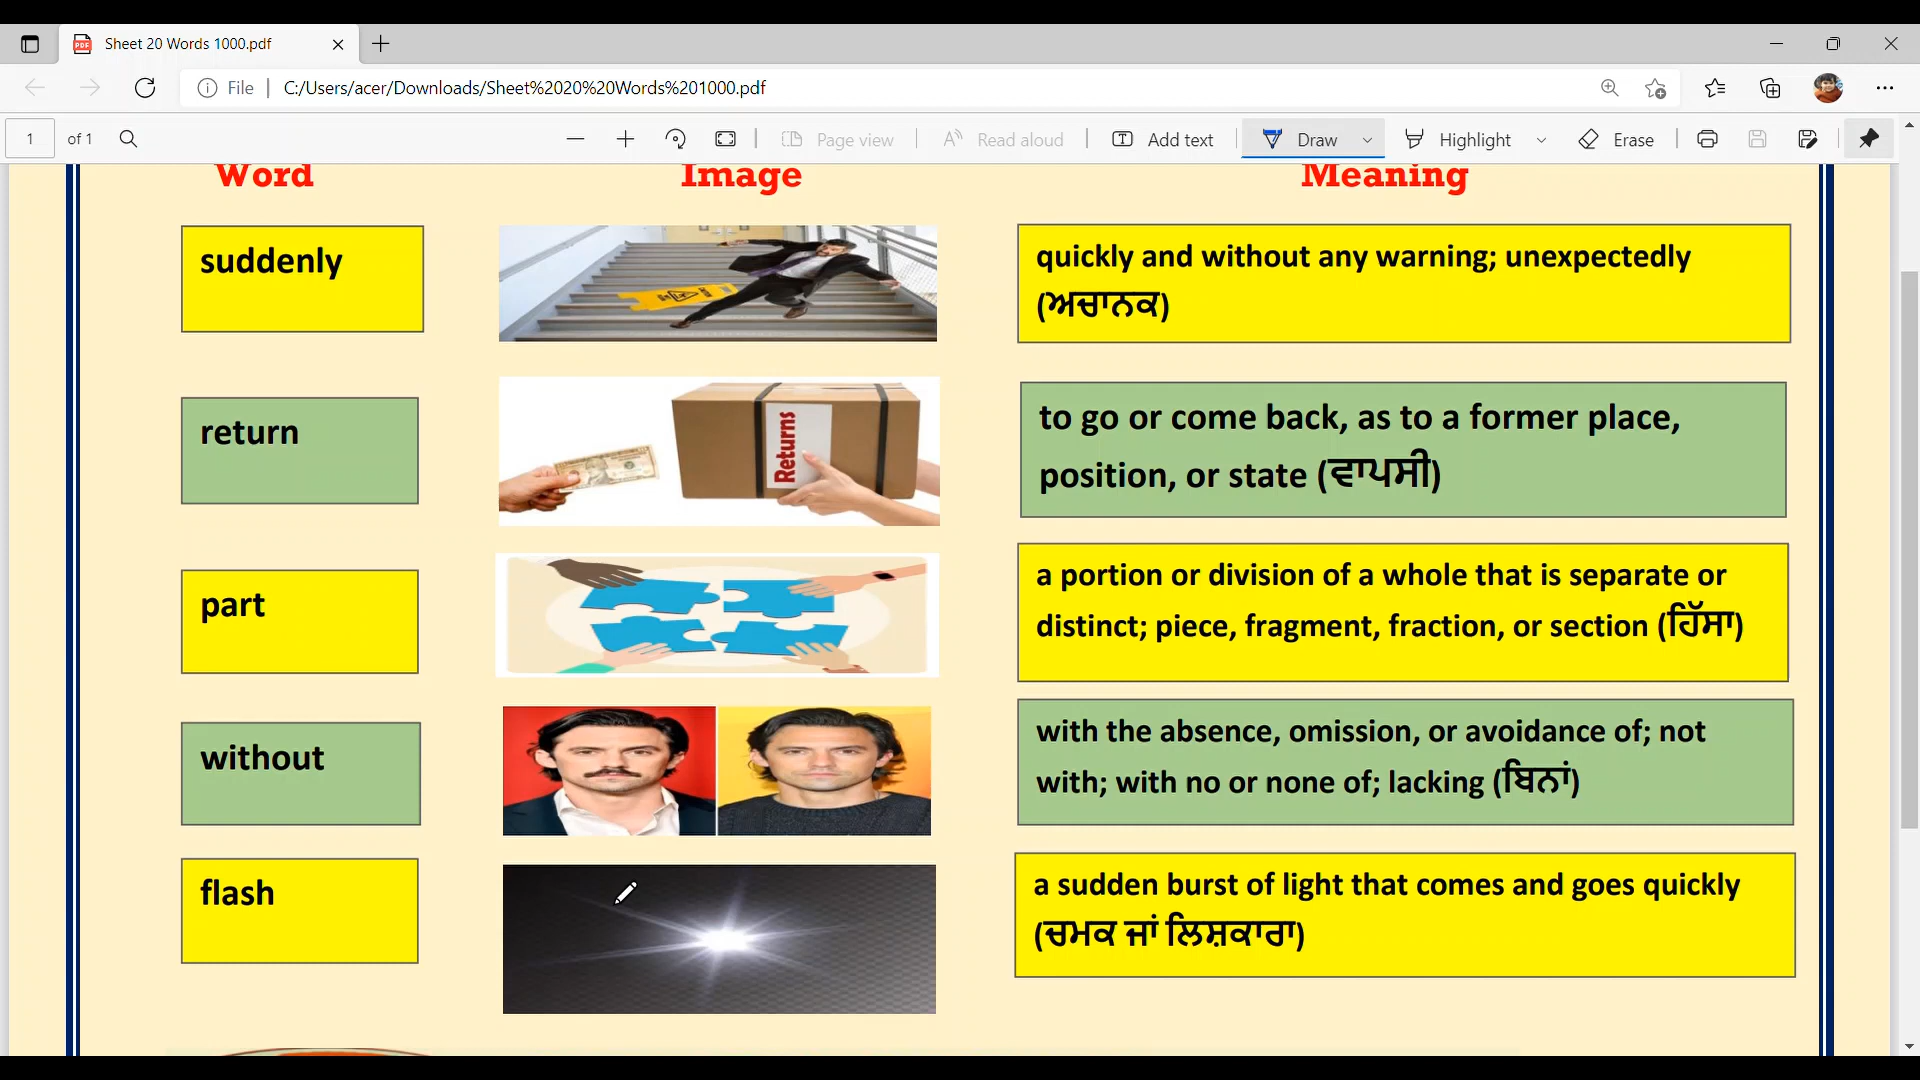 Sheet 20 Words 1000.pdf
File | C:/Users/acer/Downloads/Sheet%2020%20Words%201000.pdf
1 of 1 Page view Read aloud Add text Draw Highlight Erase
Word Image Meaning
suddenly
quickly and without any warning; unexpectedly
(ਅਚਾਨਕ)
return
Returns
to go or come back, as to a former place,
position, or state (ਵਾਪਸੀ)
part
a portion or division of a whole that is separate or
distinct; piece, fragment, fraction, or section (ਹਿੱਸਾ)
without
with the absence, omission, or avoidance of; not
with; with no or none of; lacking (ਬਿਨਾਂ)
flash
a sudden burst of light that comes and goes quickly
(ਚਮਕ ਜਾਂ ਲਿਸ਼ਕਾਰਾ)